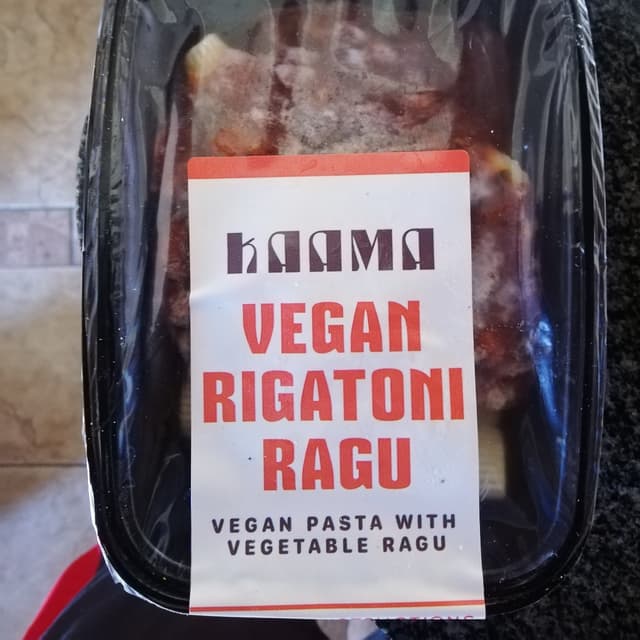 KAAMA
VEGAN
RIGATONI
RAGU
VEGAN PASTA WITH
VEGETABLE RAGU